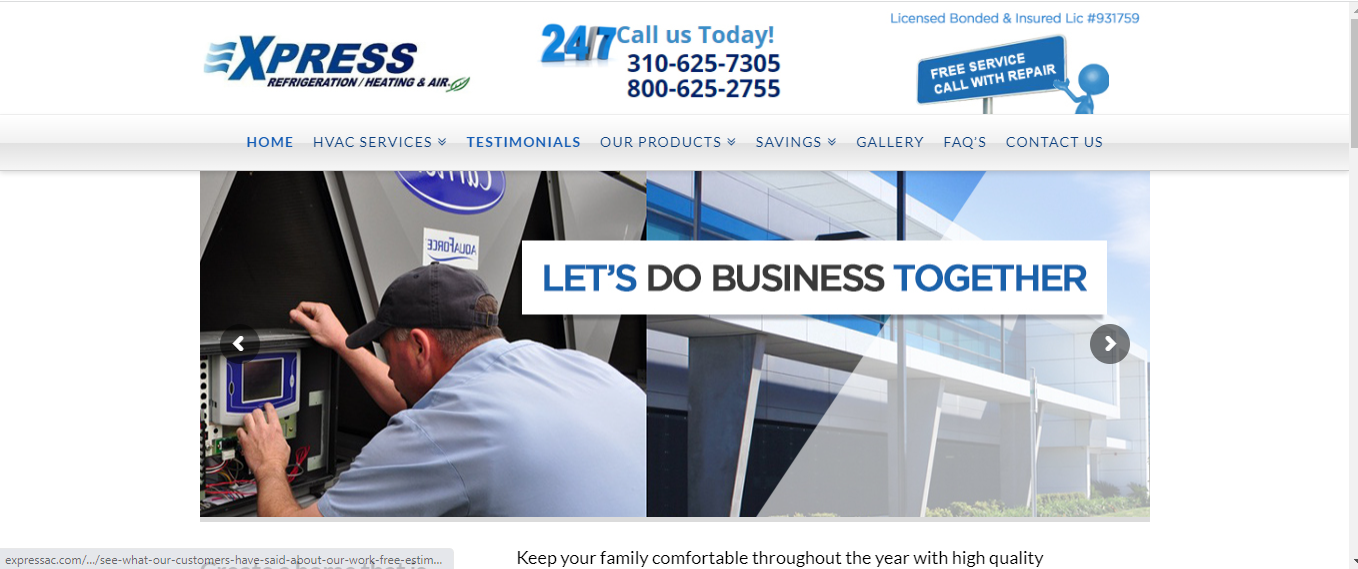 Licensed Bonded & Insured Lic #931759
EXPRESS
REFRIGERATION / HEATING & AIR.
24/7 Call us Today!
310-625-7305
800-625-2755
FREE SERVICE
CALL WITH REPAIR
HOME HVAC SERVICES TESTIMONIALS OUR PRODUCTS SAVINGS GALLERY FAQ'S CONTACT US
AQUAFORCE
LET'S DO BUSINESS TOGETHER
Keep your family comfortable throughout the year with high quality
expressac.com/.../see-what-our-customers-have-said-about-our-work-free-estim...